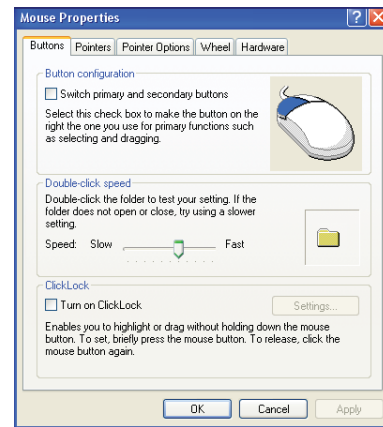 Mouse Properties
Buttons Pointers Pointer Options Wheel Hardware
Button configuration
Switch primary and secondary buttons
Select this check box to make the button on the
right the one you use for primary functions such
as selecting and dragging.
Double-click speed
Double-click the folder to test your setting. If the
folder does not open or close, try using a slower
setting.
Speed: Slow Fast
ClickLock
Turn on ClickLock Settings...
Enables you to highlight or drag without holding down the mouse
button. To set, briefly press the mouse button. To release, click the
mouse button again.
OK Cancel Apply